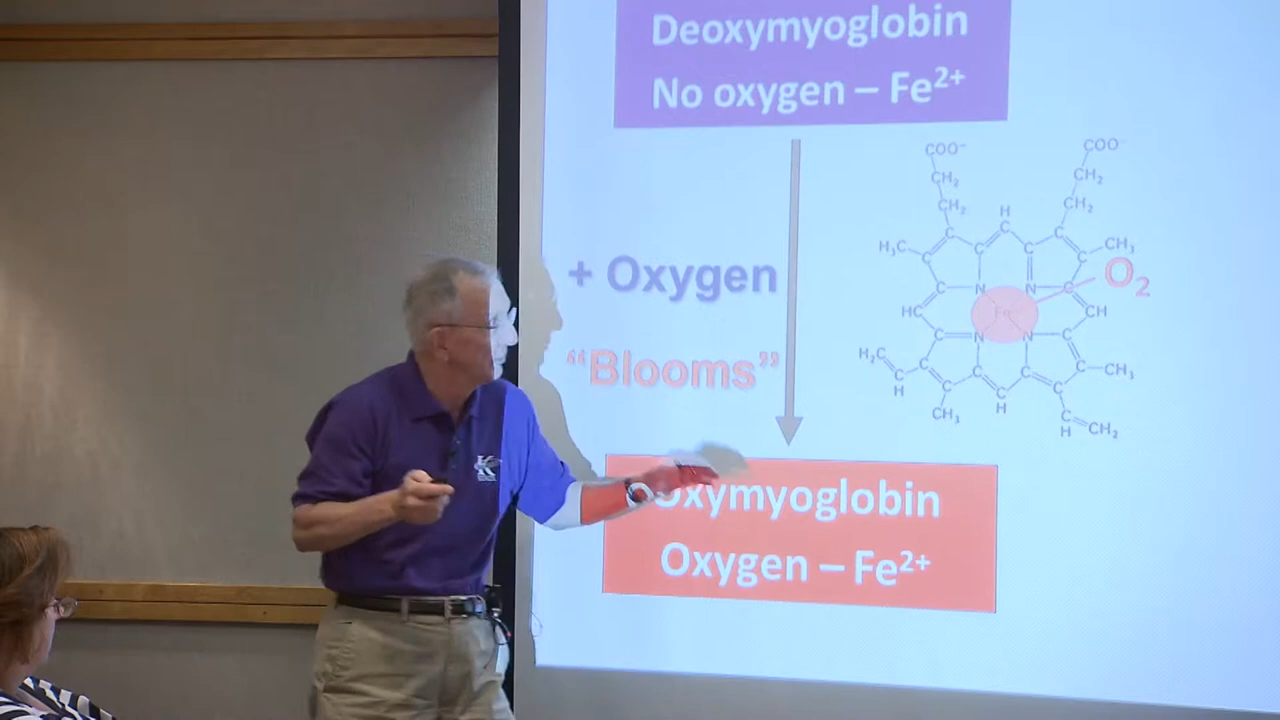 Deoxymyoglobin
No oxygen – Fe²⁺
COO⁻
COO⁻
CH₂
CH₂
CH₂
CH₂
H
H₃C
CH₃
C
C
C
C
+ Oxygen
O₂
C
N
N
C
HC
Fe
CH
"Blooms"
C
N
N
C
H₂C
C
C
C
C
CH₃
C
C
C
H
CH₃
H
C
H
CH₂
Oxymyoglobin
Oxygen – Fe²⁺
K